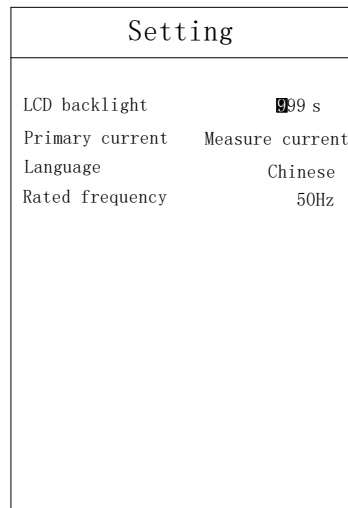 Setting
LCD backlight 999 s
Primary current Measure current
Language Chinese
Rated frequency 50Hz